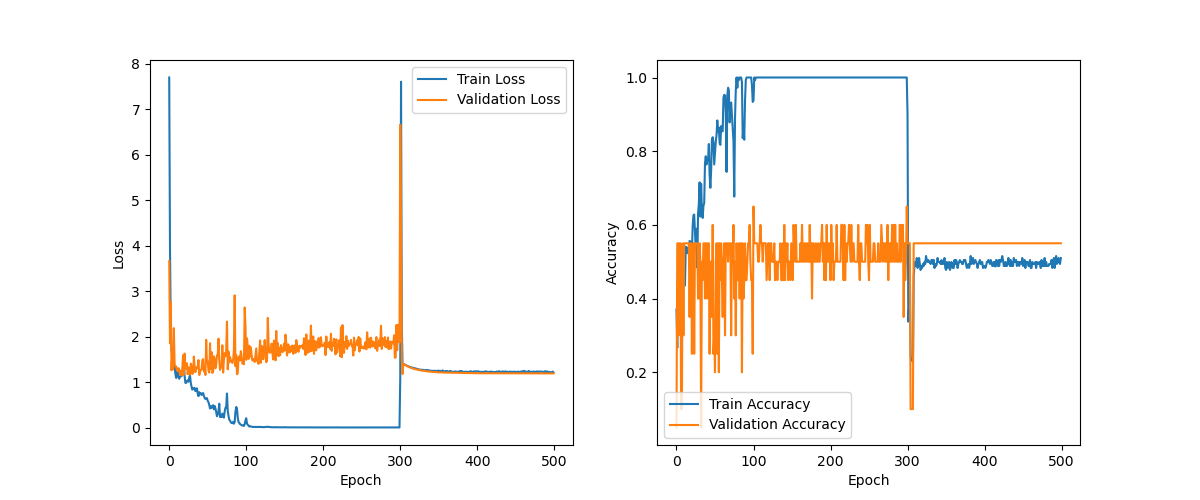 8
7
6
5
4
3
2
1
0
0 100 200 300 400 500
Loss
Epoch
Train Loss
Validation Loss
1.0
0.8
0.6
0.4
0.2
0 100 200 300 400 500
Accuracy
Epoch
Train Accuracy
Validation Accuracy